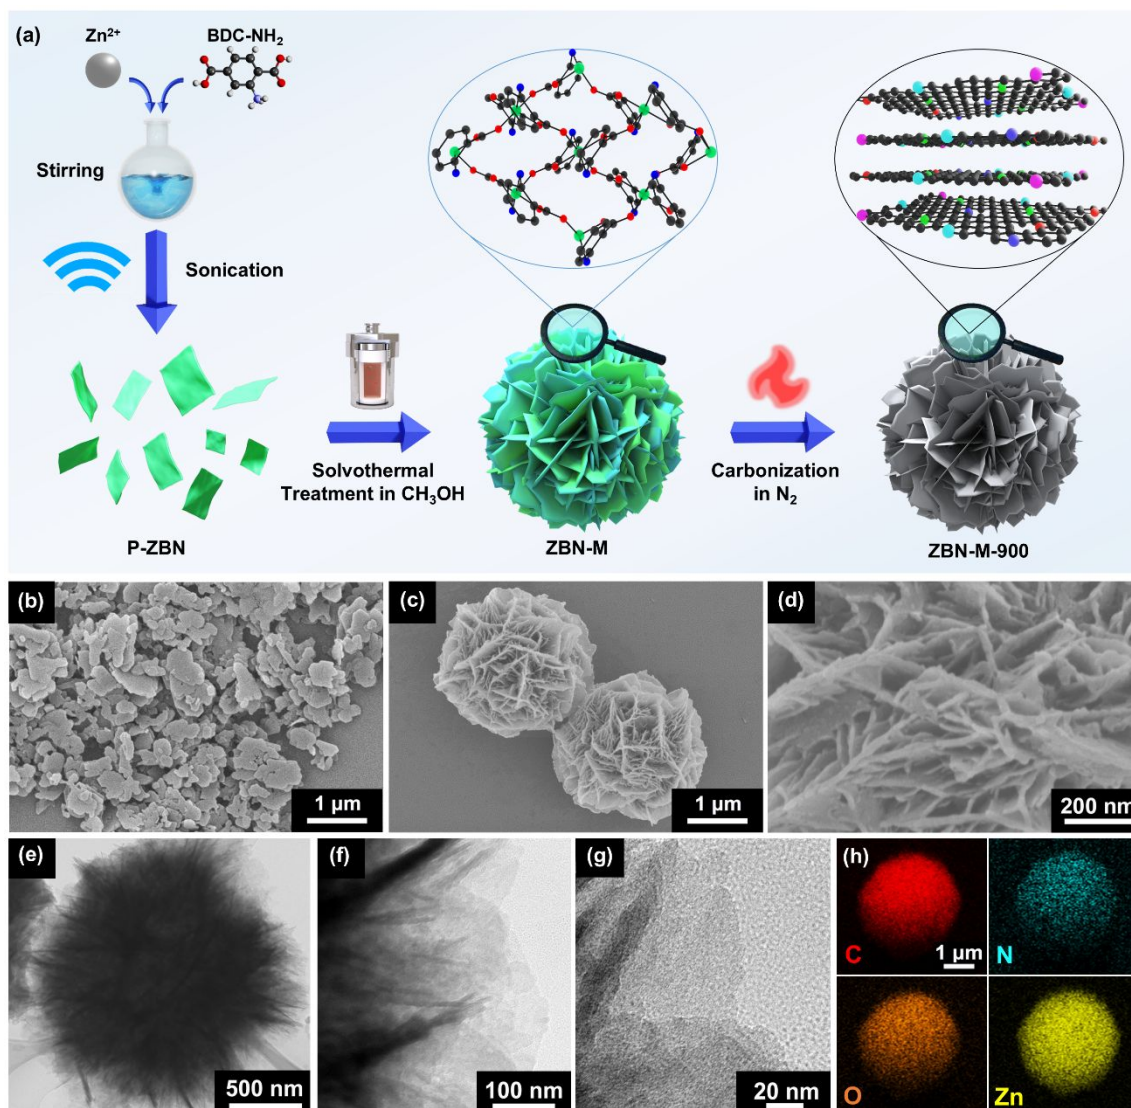 (a)
Zn²⁺
BDC-NH₂
Stirring
Sonication
P-ZBN
Solvothermal
Treatment in CH₃OH
ZBN-M
Carbonization
in N₂
ZBN-M-900
(b)
1 µm
(c)
1 µm
(d)
200 nm
(e)
500 nm
(f)
100 nm
(g)
20 nm
(h)
C
1 µm
N
O
Zn